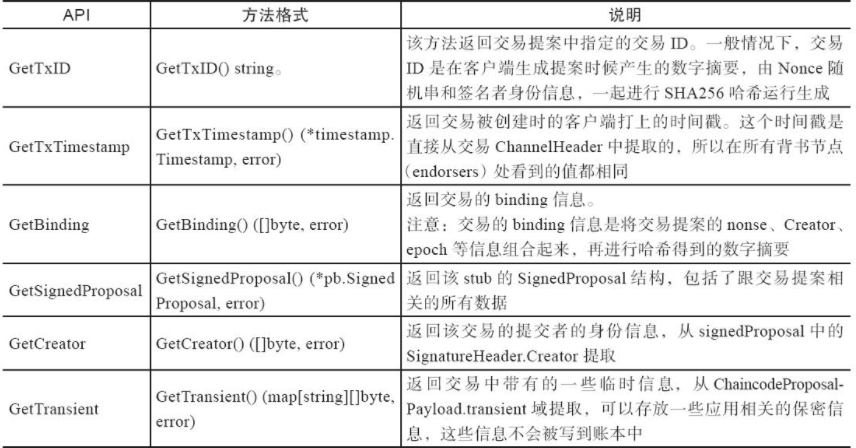 API 方法格式 说明
GetTxID GetTxID() string。 该方法返回交易提案中指定的交易 ID。一般情况下，交易
ID 是在客户端生成提案时候产生的数字摘要，由 Nonce 随
机串和签名者身份信息，一起进行 SHA256 哈希运行生成
GetTxTimestamp GetTxTimestamp() (*timestamp.
Timestamp, error)
返回交易被创建时的客户端打上的时间戳。这个时间戳是
直接从交易 ChannelHeader 中提取的，所以在所有背书节点
（endorsers）处看到的值都相同
GetBinding GetBinding() ([]byte, error)
返回交易的 binding 信息。
注意：交易的 binding 信息是将交易提案的 nonse、Creator、
epoch 等信息组合起来，再进行哈希得到的数字摘要
GetSignedProposal GetSignedProposal() (*pb.Signed
Proposal, error)
返回该 stub 的 SignedProposal 结构，包括了跟交易提案相
关的所有数据
GetCreator GetCreator() ([]byte, error)
返回该交易的提交者的身份信息，从 signedProposal 中的
SignatureHeader.Creator 提取
GetTransient GetTransient() (map[string][]byte,
error)
返回交易中带有的一些临时信息，从 ChaincodeProposal-
Payload.transient 域提取，可以存放一些应用相关的保密信
息，这些信息不会被写到账本中